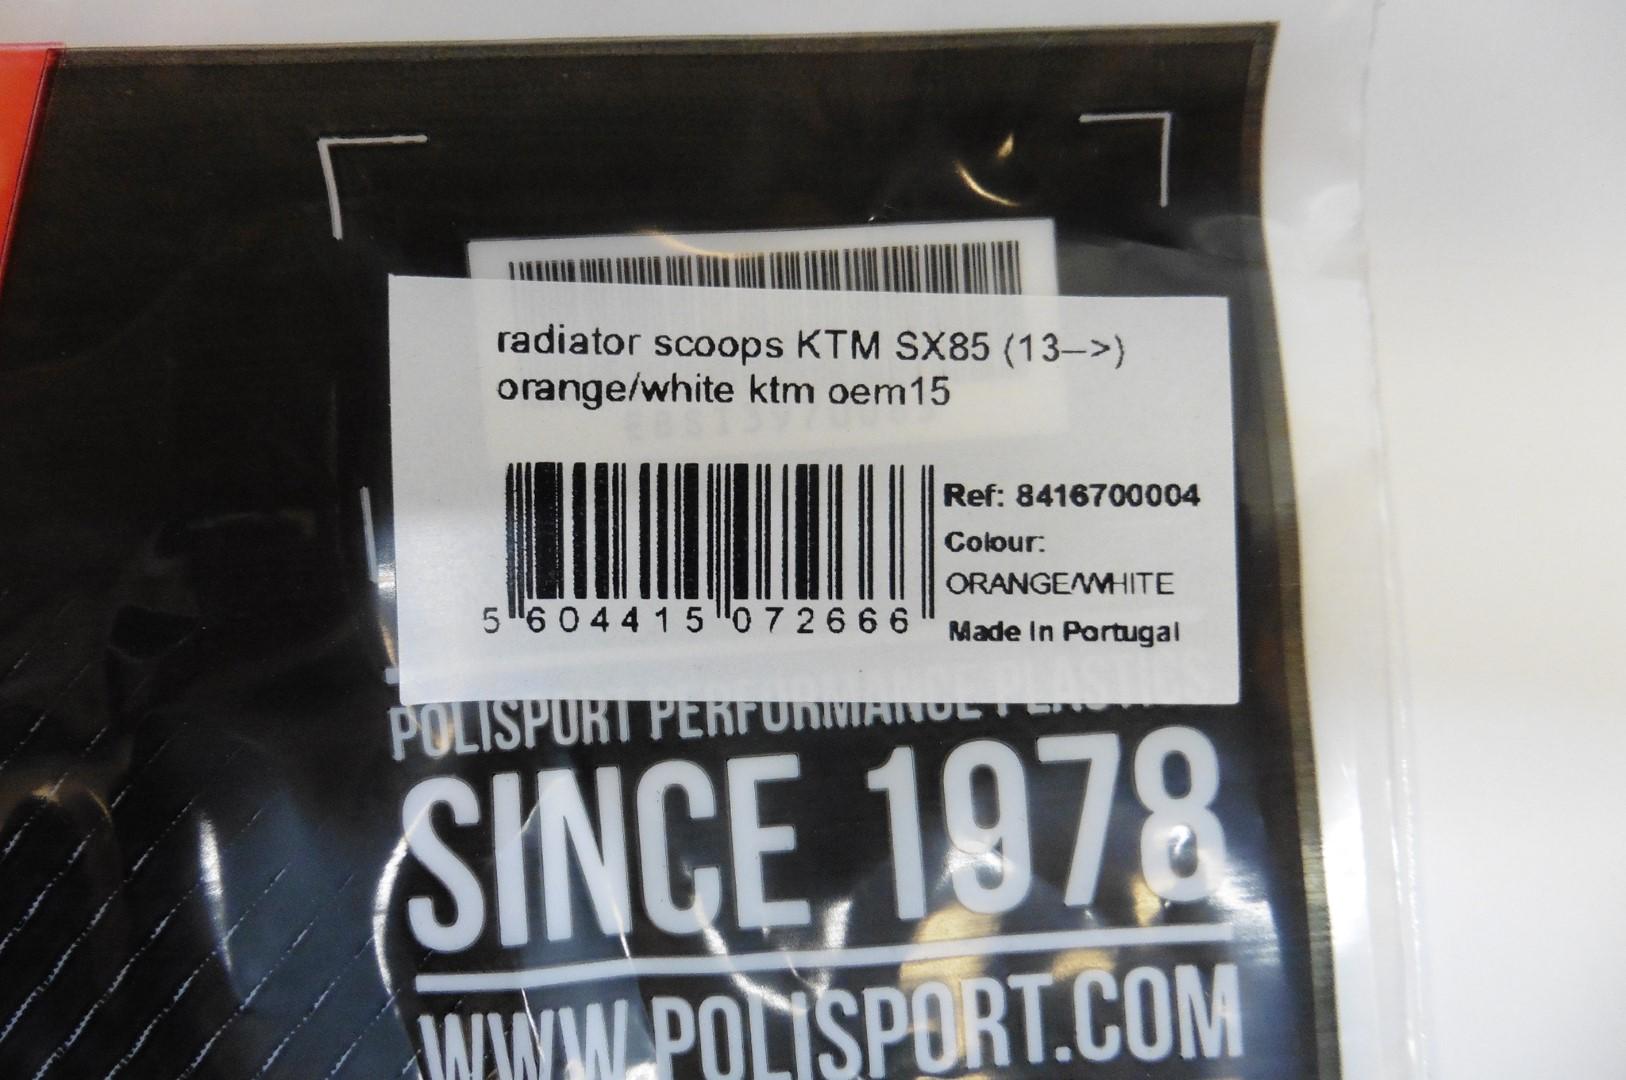 radiator scoops KTM SX85 (13-->)
orange/white ktm oem15
5 604415 072666
Ref: 8416700004
Colour:
ORANGE/WHITE
Made In Portugal
POLISPORT PERFORMANCE PLASTICS
SINCE 1978
WWW.POLISPORT.COM